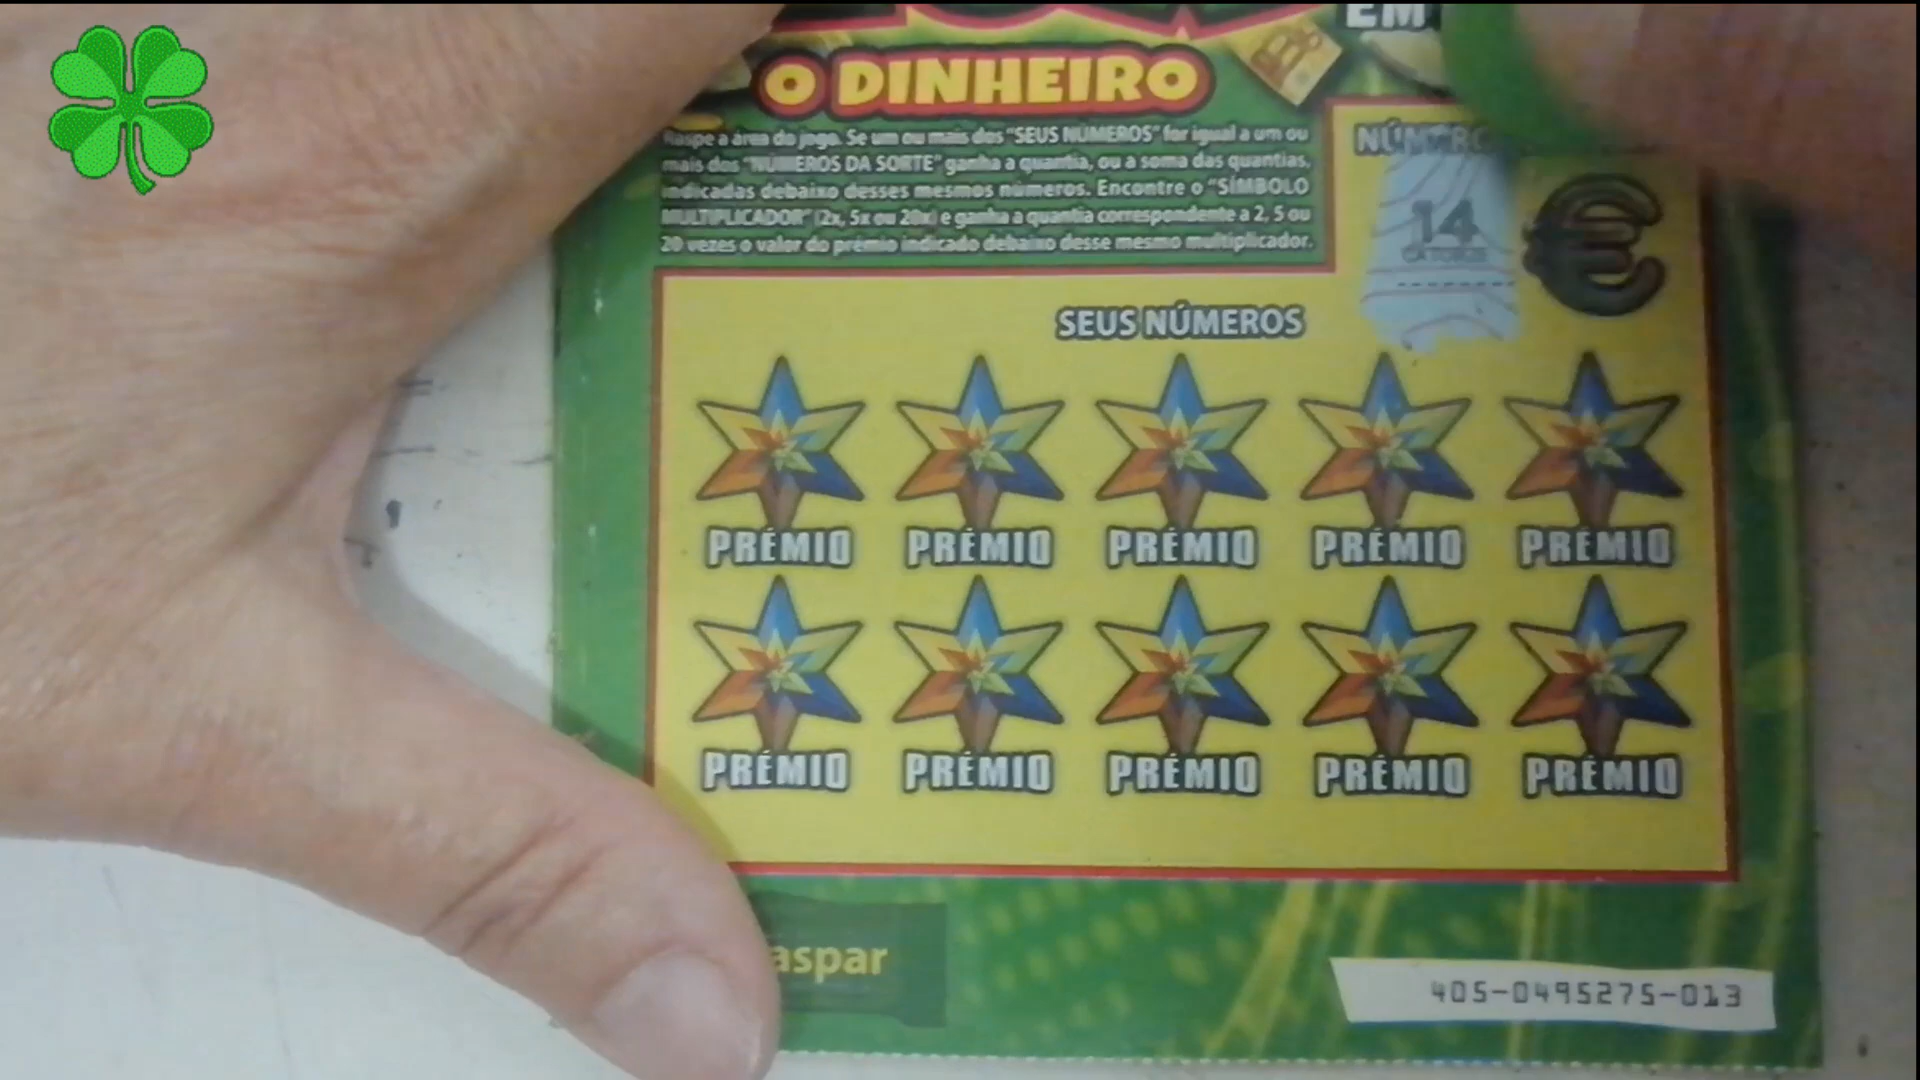 EM
O DINHEIRO
Raspe a área do jogo. Se um ou mais dos "SEUS NÚMEROS" for igual a um ou
mais dos "NÚMEROS DA SORTE" ganha a quantia, ou a soma das quantias,
indicadas debaixo desses mesmos números. Encontre o "SÍMBOLO
MULTIPLICADOR" (2x, 5x ou 20x) e ganha a quantia correspondente a 2, 5 ou
20 vezes o valor do prémio indicado debaixo desse mesmo multiplicador.
NÚMERO
14
€
SEUS NÚMEROS
PRÉMIO PRÉMIO PRÉMIO PRÉMIO PRÉMIO
PRÉMIO PRÉMIO PRÉMIO PRÉMIO PRÉMIO
aspar
405-0495275-013